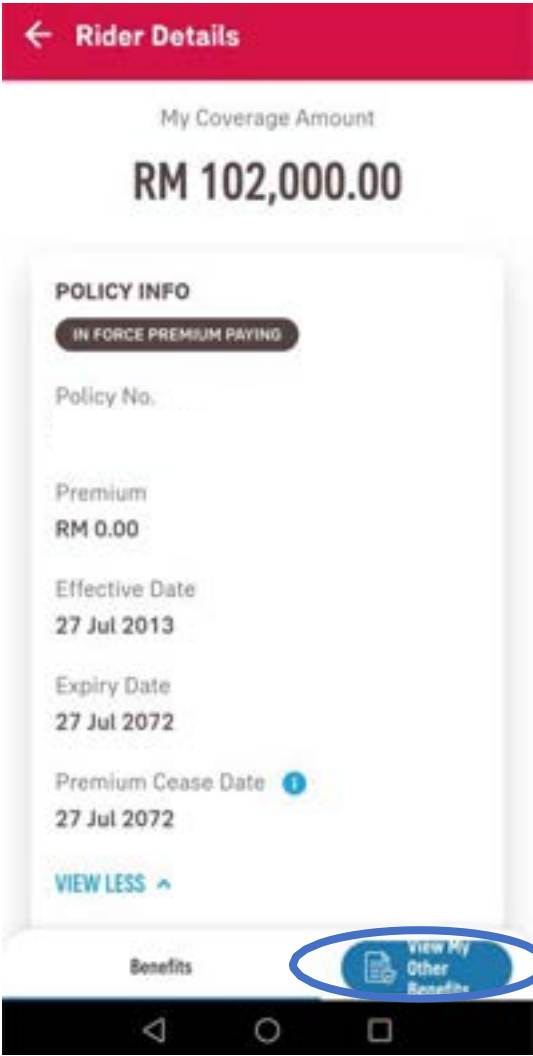 Rider Details
My Coverage Amount
RM 102,000.00
POLICY INFO
IN FORCE PREMIUM PAYING
Policy No.
Premium
RM 0.00
Effective Date
27 Jul 2013
Expiry Date
27 Jul 2072
Premium Cease Date i
27 Jul 2072
VIEW LESS
Benefits
View My
Other
Benefits